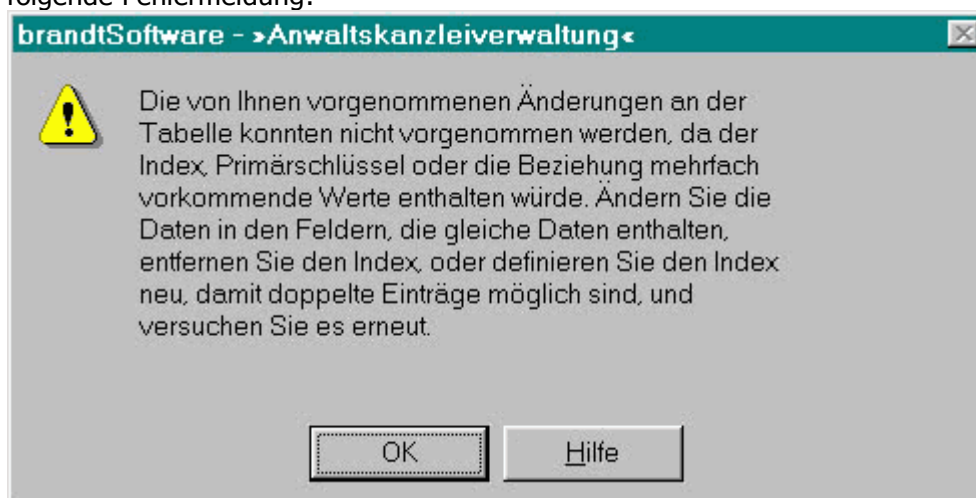 folgende Fehlermeldung:
brandtSoftware - »Anwaltskanzleiverwaltung«
Die von Ihnen vorgenommenen Änderungen an der
Tabelle konnten nicht vorgenommen werden, da der
Index, Primärschlüssel oder die Beziehung mehrfach
vorkommende Werte enthalten würde. Ändern Sie die
Daten in den Feldern, die gleiche Daten enthalten,
entfernen Sie den Index, oder definieren Sie den Index
neu, damit doppelte Einträge möglich sind, und
versuchen Sie es erneut.
OK
Hilfe